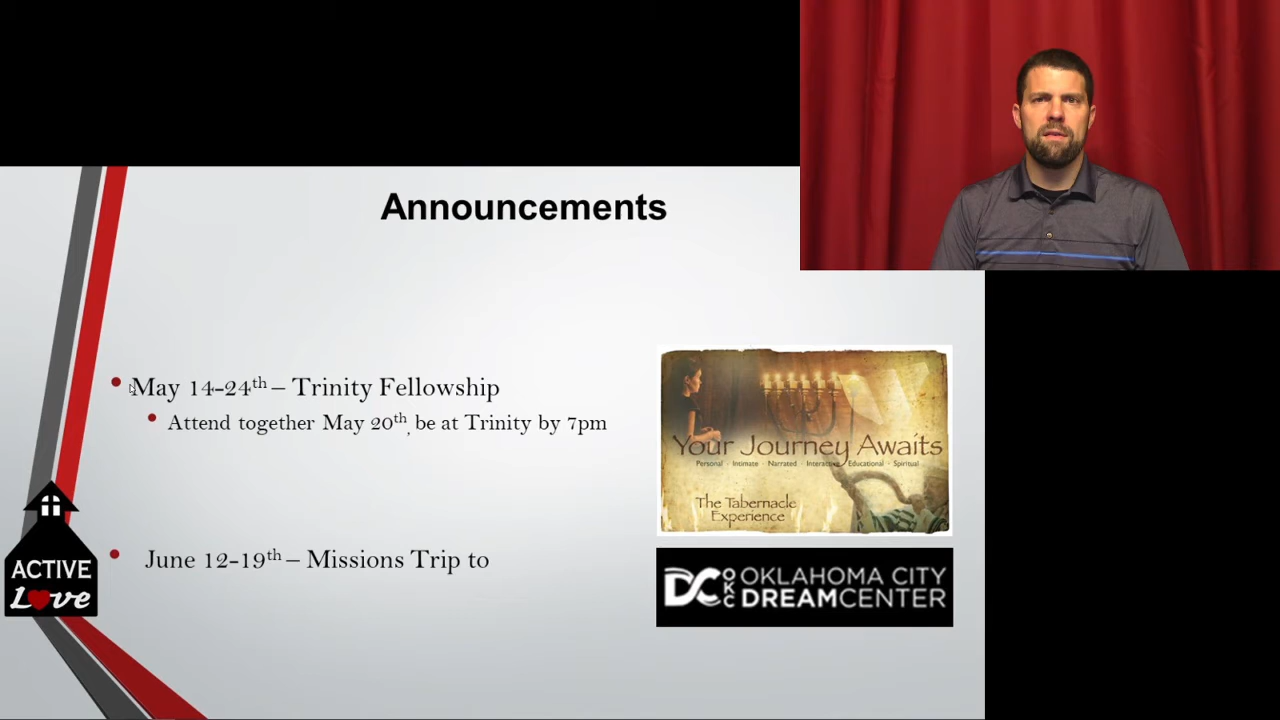 Announcements
May 14-24th – Trinity Fellowship
Attend together May 20th, be at Trinity by 7pm
Your Journey Awaits
Personal · Intimate · Narrated · Interactive · Educational · Spiritual
The Tabernacle
Experience
June 12-19th – Missions Trip to
DC OKC OKLAHOMA CITY
DREAMCENTER
ACTIVE
Love